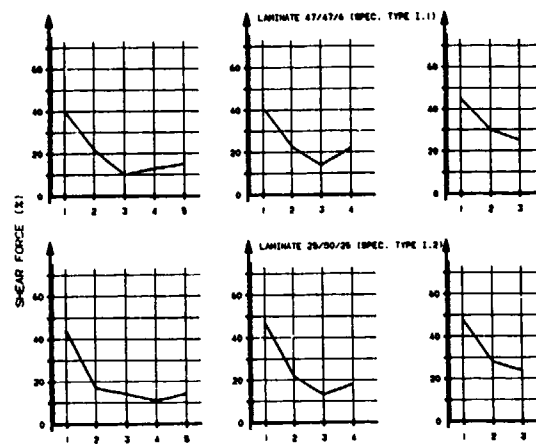 LAMINATE 47/47/6 (SPEC. TYPE I.1)
60 60 60
40 40 40
20 20 20
0 0 0
1 2 3 4 5 1 2 3 4 1 2 3
SHEAR FORCE (%)
LAMINATE 25/50/25 (SPEC. TYPE I.2)
60 60 60
40 40 40
20 20 20
0 0 0
1 2 3 4 5 1 2 3 4 1 2 3